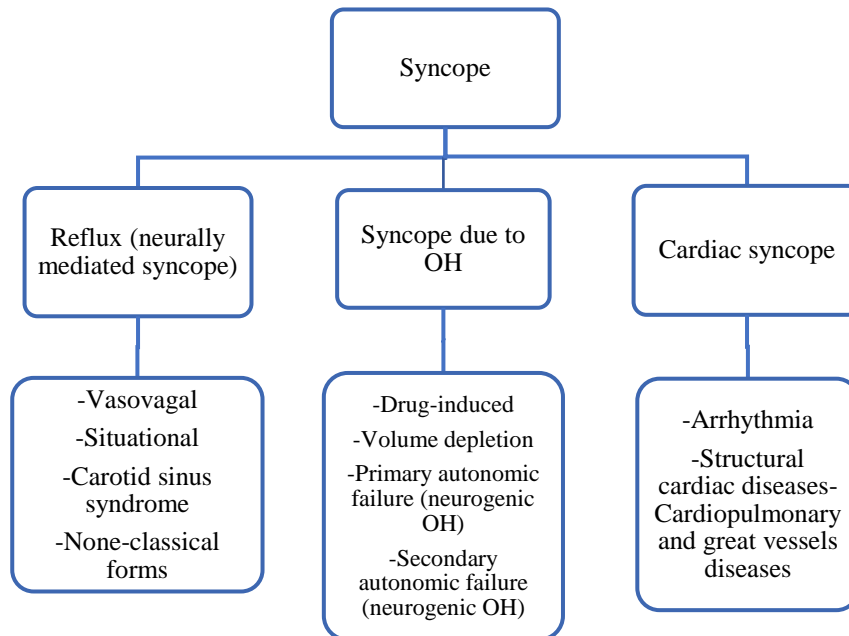 Syncope
Reflux (neurally
mediated syncope)
Syncope due to
OH
Cardiac syncope
-Vasovagal
-Situational
-Carotid sinus
syndrome
-None-classical
forms
-Drug-induced
-Volume depletion
-Primary autonomic
failure (neurogenic
OH)
-Secondary
autonomic failure
(neurogenic OH)
-Arrhythmia
-Structural
cardiac diseases-
Cardiopulmonary
and great vessels
diseases